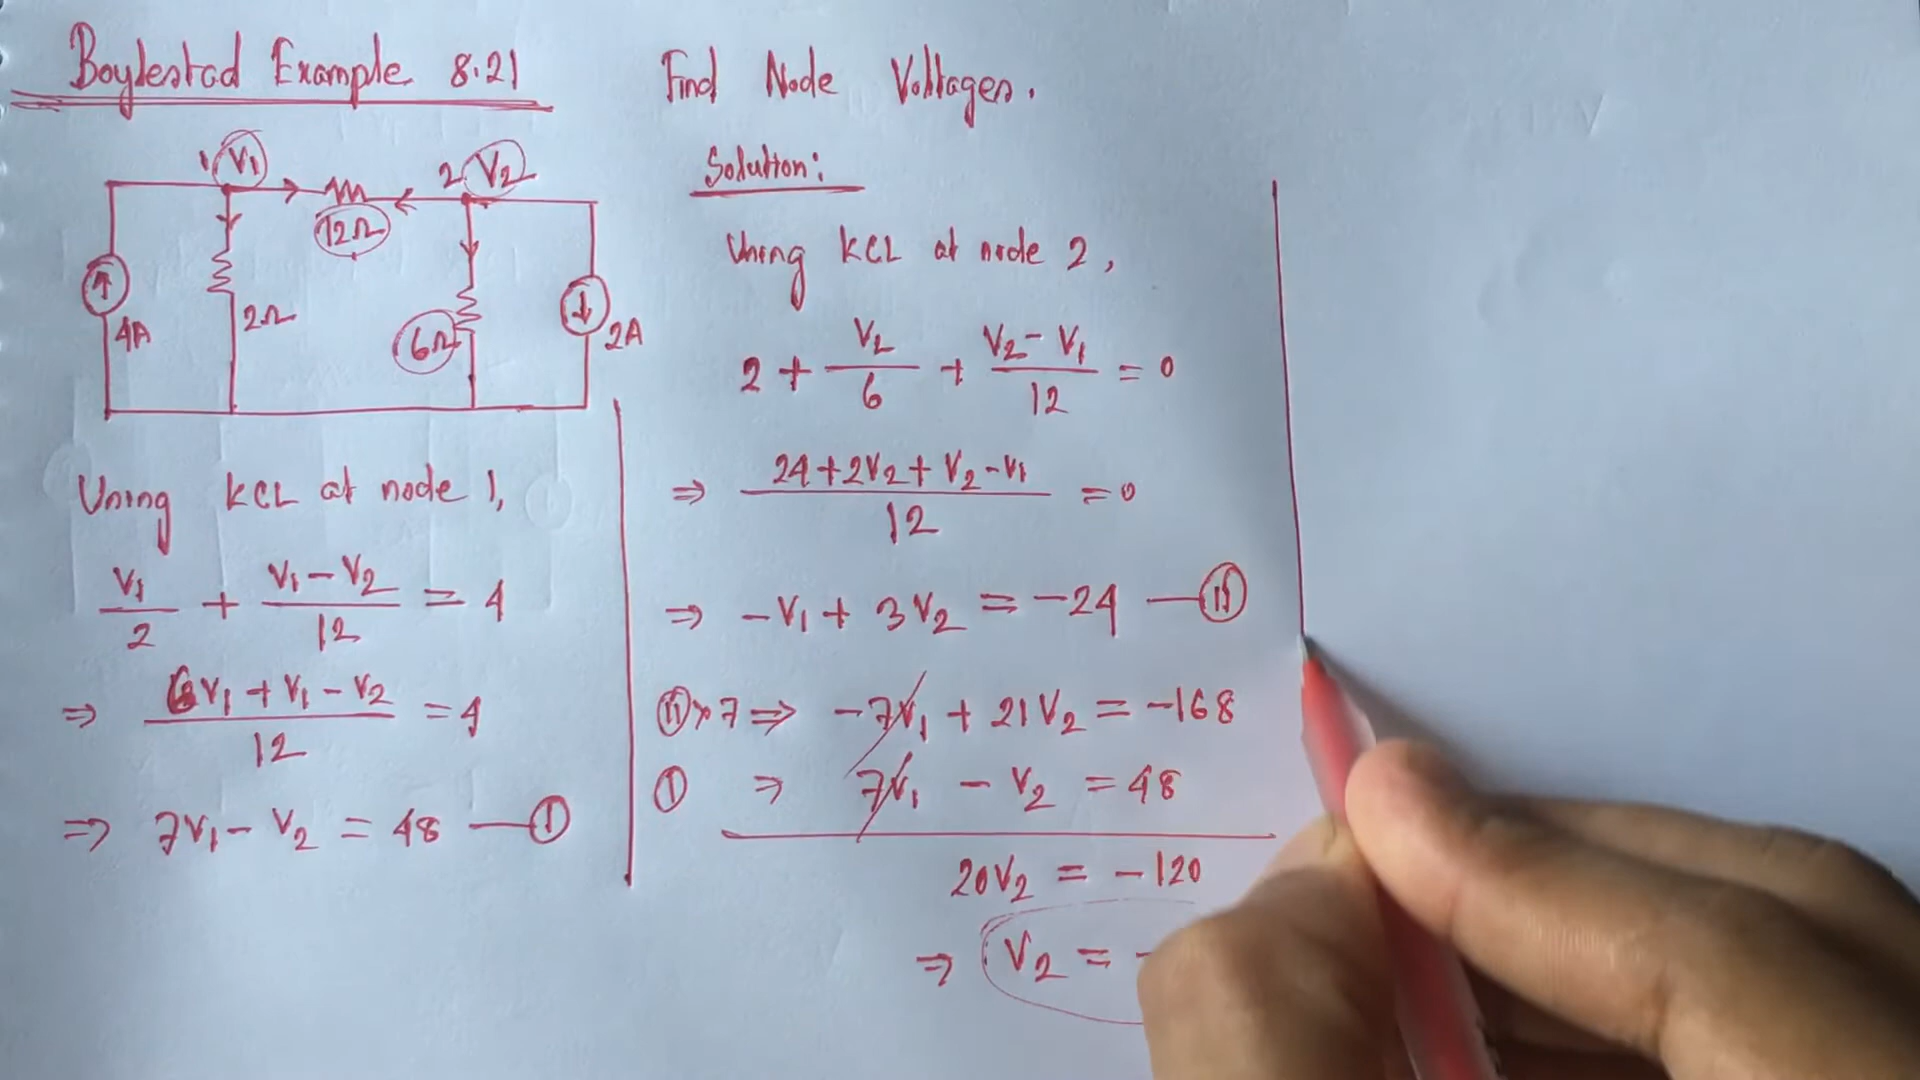 Boylestad Example 8.21
Find Node Voltages.
1 V1
2 V2
12Ω
4A
2Ω
6Ω
2A
Using KCL at node 1,
V1/2 + (V1 - V2)/12 = 4
⇒ (6V1 + V1 - V2)/12 = 4
⇒ 7V1 - V2 = 48 — (i)
Solution:
Using KCL at node 2,
2 + V2/6 + (V2 - V1)/12 = 0
⇒ (24 + 2V2 + V2 - V1)/12 = 0
⇒ -V1 + 3V2 = -24 — (ii)
(ii) × 7 ⇒ -7V1 + 21V2 = -168
(i) ⇒ 7V1 - V2 = 48
20V2 = -120
⇒ V2 = -